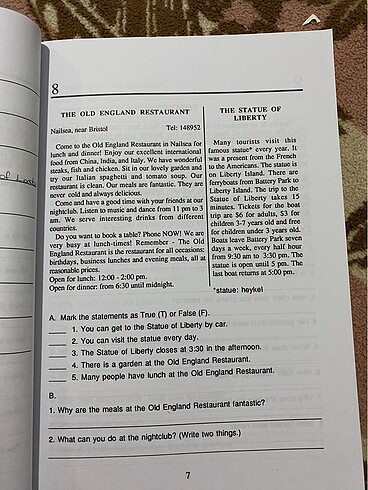 8
THE OLD ENGLAND RESTAURANT
Nailsea, near Bristol Tel: 148952
Come to the Old England Restaurant in Nailsea for
lunch and dinner! Enjoy our excellent international
food from China, India, and Italy. We have wonderful
steaks, fish and chicken. Sit in our lovely garden and
try our Italian spaghetti and tomato soup. Our
restaurant is clean. Our meals are fantastic. They are
never cold and always delicious.
Come and have a good time with your friends at our
nightclub. Listen to music and dance from 11 pm to 3
am. We serve interesting drinks from different
countries.
Do you want to book a table? Phone NOW! We are
very busy at lunch-times! Remember - The Old
England Restaurant is the restaurant for all occasions:
birthdays, business lunches and evening meals, all at
reasonable prices.
Open for lunch: 12:00 - 2:00 pm.
Open for dinner: from 6:30 until midnight.
THE STATUE OF
LIBERTY
Many tourists visit this
famous statue* every year. It
was a present from the French
to the Americans. The statue is
on Liberty Island. There are
ferryboats from Battery Park to
Liberty Island. The trip to the
Statue of Liberty takes 15
minutes. Tickets for the boat
trip are $6 for adults, $3 for
children 3-7 years old and free
for children under 3 years old.
Boats leave Battery Park seven
days a week, every half hour
from 9:30 am to 3:30 pm. The
statue is open until 5 pm. The
last boat returns at 5:00 pm.
*statue: heykel
A. Mark the statements as True (T) or False (F).
1. You can get to the Statue of Liberty by car.
2. You can visit the statue every day.
3. The Statue of Liberty closes at 3:30 in the afternoon.
4. There is a garden at the Old England Restaurant.
5. Many people have lunch at the Old England Restaurant.
B.
1. Why are the meals at the Old England Restaurant fantastic?
2. What can you do at the nightclub? (Write two things.)
7